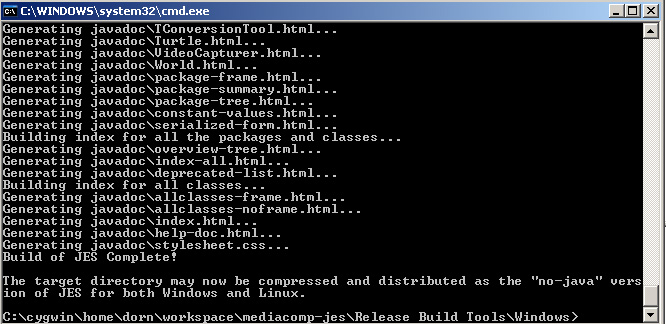 C:\WINDOWS\system32\cmd.exe
Generating javadoc\TConversionTool.html...
Generating javadoc\Turtle.html...
Generating javadoc\VideoCapturer.html...
Generating javadoc\World.html...
Generating javadoc\package-frame.html...
Generating javadoc\package-summary.html...
Generating javadoc\package-tree.html...
Generating javadoc\constant-values.html...
Generating javadoc\serialized-form.html...
Building index for all the packages and classes...
Generating javadoc\overview-tree.html...
Generating javadoc\index-all.html...
Generating javadoc\deprecated-list.html...
Building index for all classes...
Generating javadoc\allclasses-frame.html...
Generating javadoc\allclasses-noframe.html...
Generating javadoc\index.html...
Generating javadoc\help-doc.html...
Generating javadoc\stylesheet.css...
Build of JES Complete!
The target directory may now be compressed and distributed as the "no-java" vers
ion of JES for both Windows and Linux.
C:\cygwin\home\dorn\workspace\mediacomp-jes\Release Build Tools\Windows>